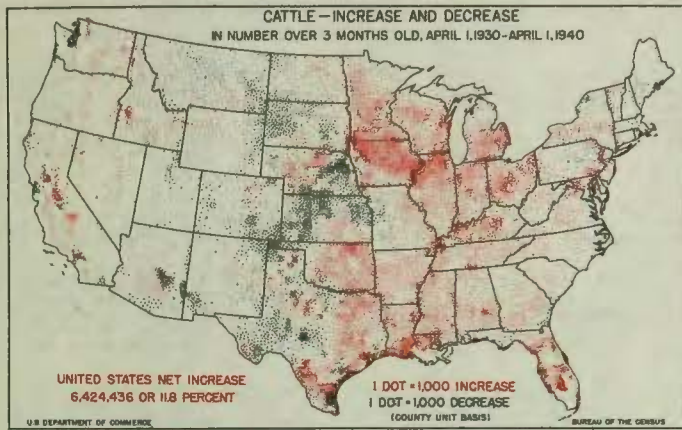 CATTLE—INCREASE AND DECREASE
IN NUMBER OVER 3 MONTHS OLD, APRIL 1, 1930-APRIL 1, 1940
UNITED STATES NET INCREASE
6,424,436 OR 11.8 PERCENT
1 DOT = 1,000 INCREASE
1 DOT = 1,000 DECREASE
(COUNTY UNIT BASIS)
U.S DEPARTMENT OF COMMERCE
BUREAU OF THE CENSUS